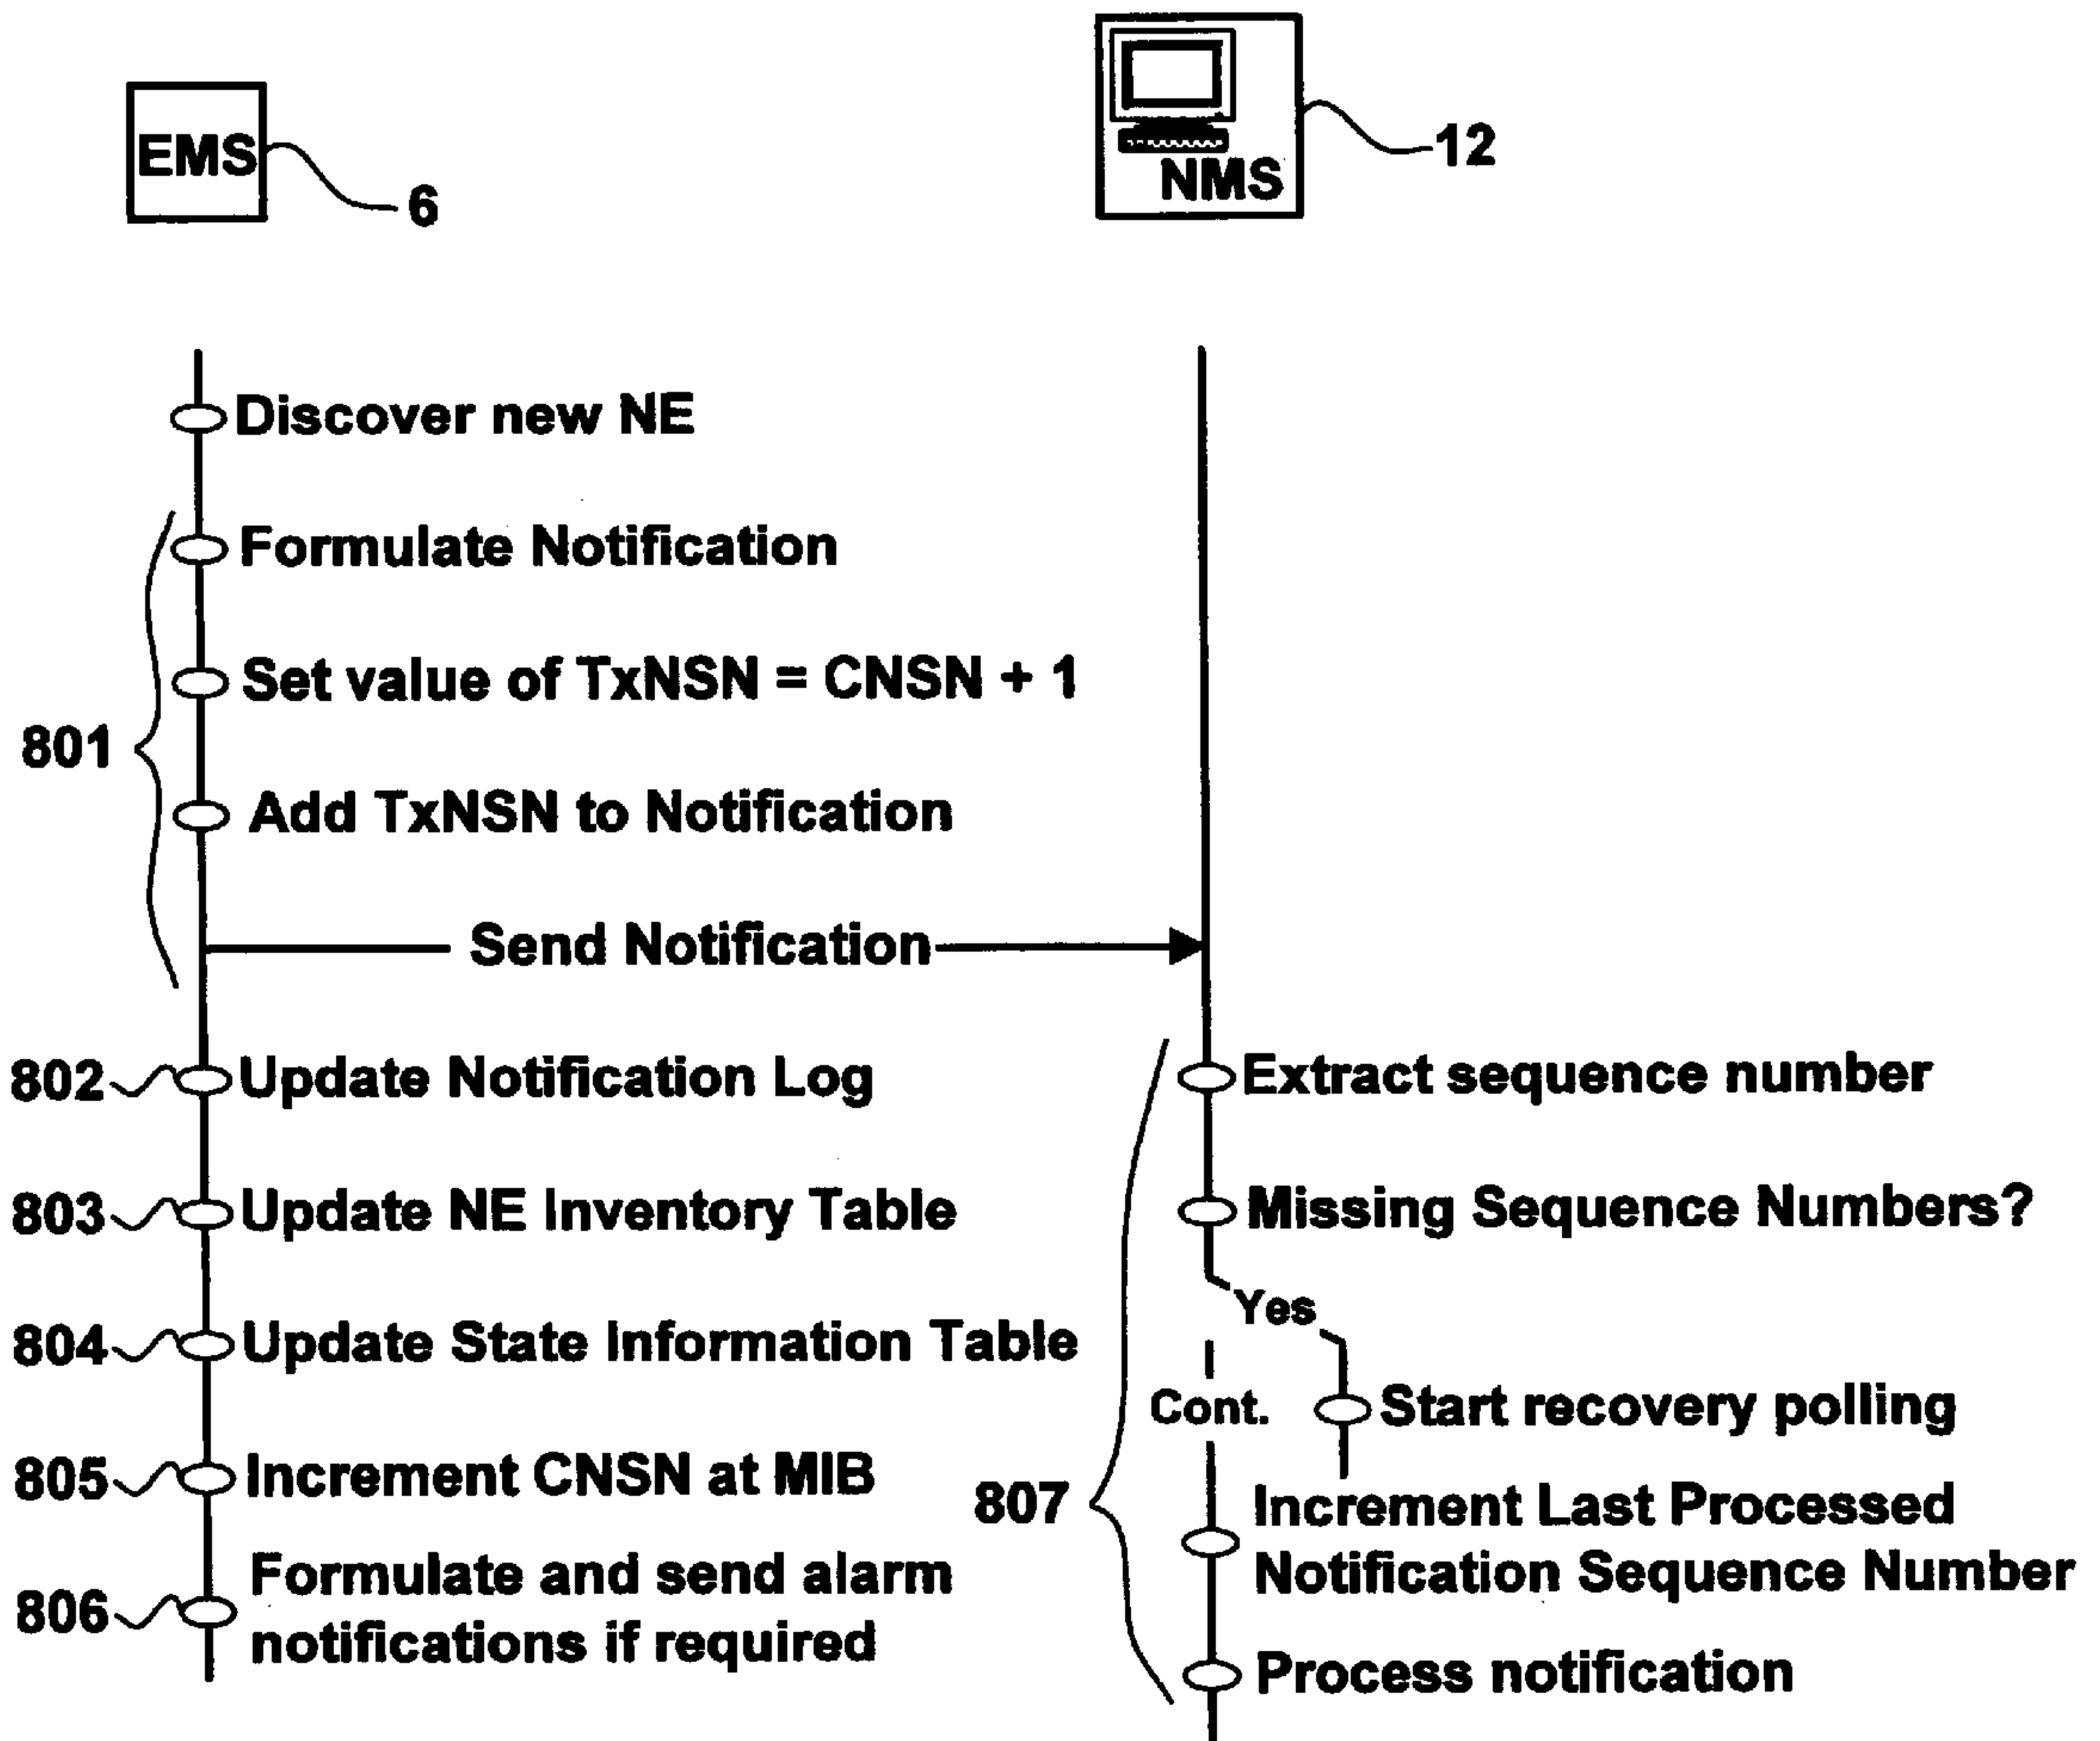 EMS
6
NMS
12
Discover new NE
Formulate Notification
Set value of TxNSN = CNSN + 1
801
Add TxNSN to Notification
Send Notification
802
Update Notification Log
Extract sequence number
803
Update NE Inventory Table
Missing Sequence Numbers?
Yes
804
Update State Information Table
Cont.
Start recovery polling
805
Increment CNSN at MIB
807
Increment Last Processed
Notification Sequence Number
806
Formulate and send alarm
notifications if required
Process notification